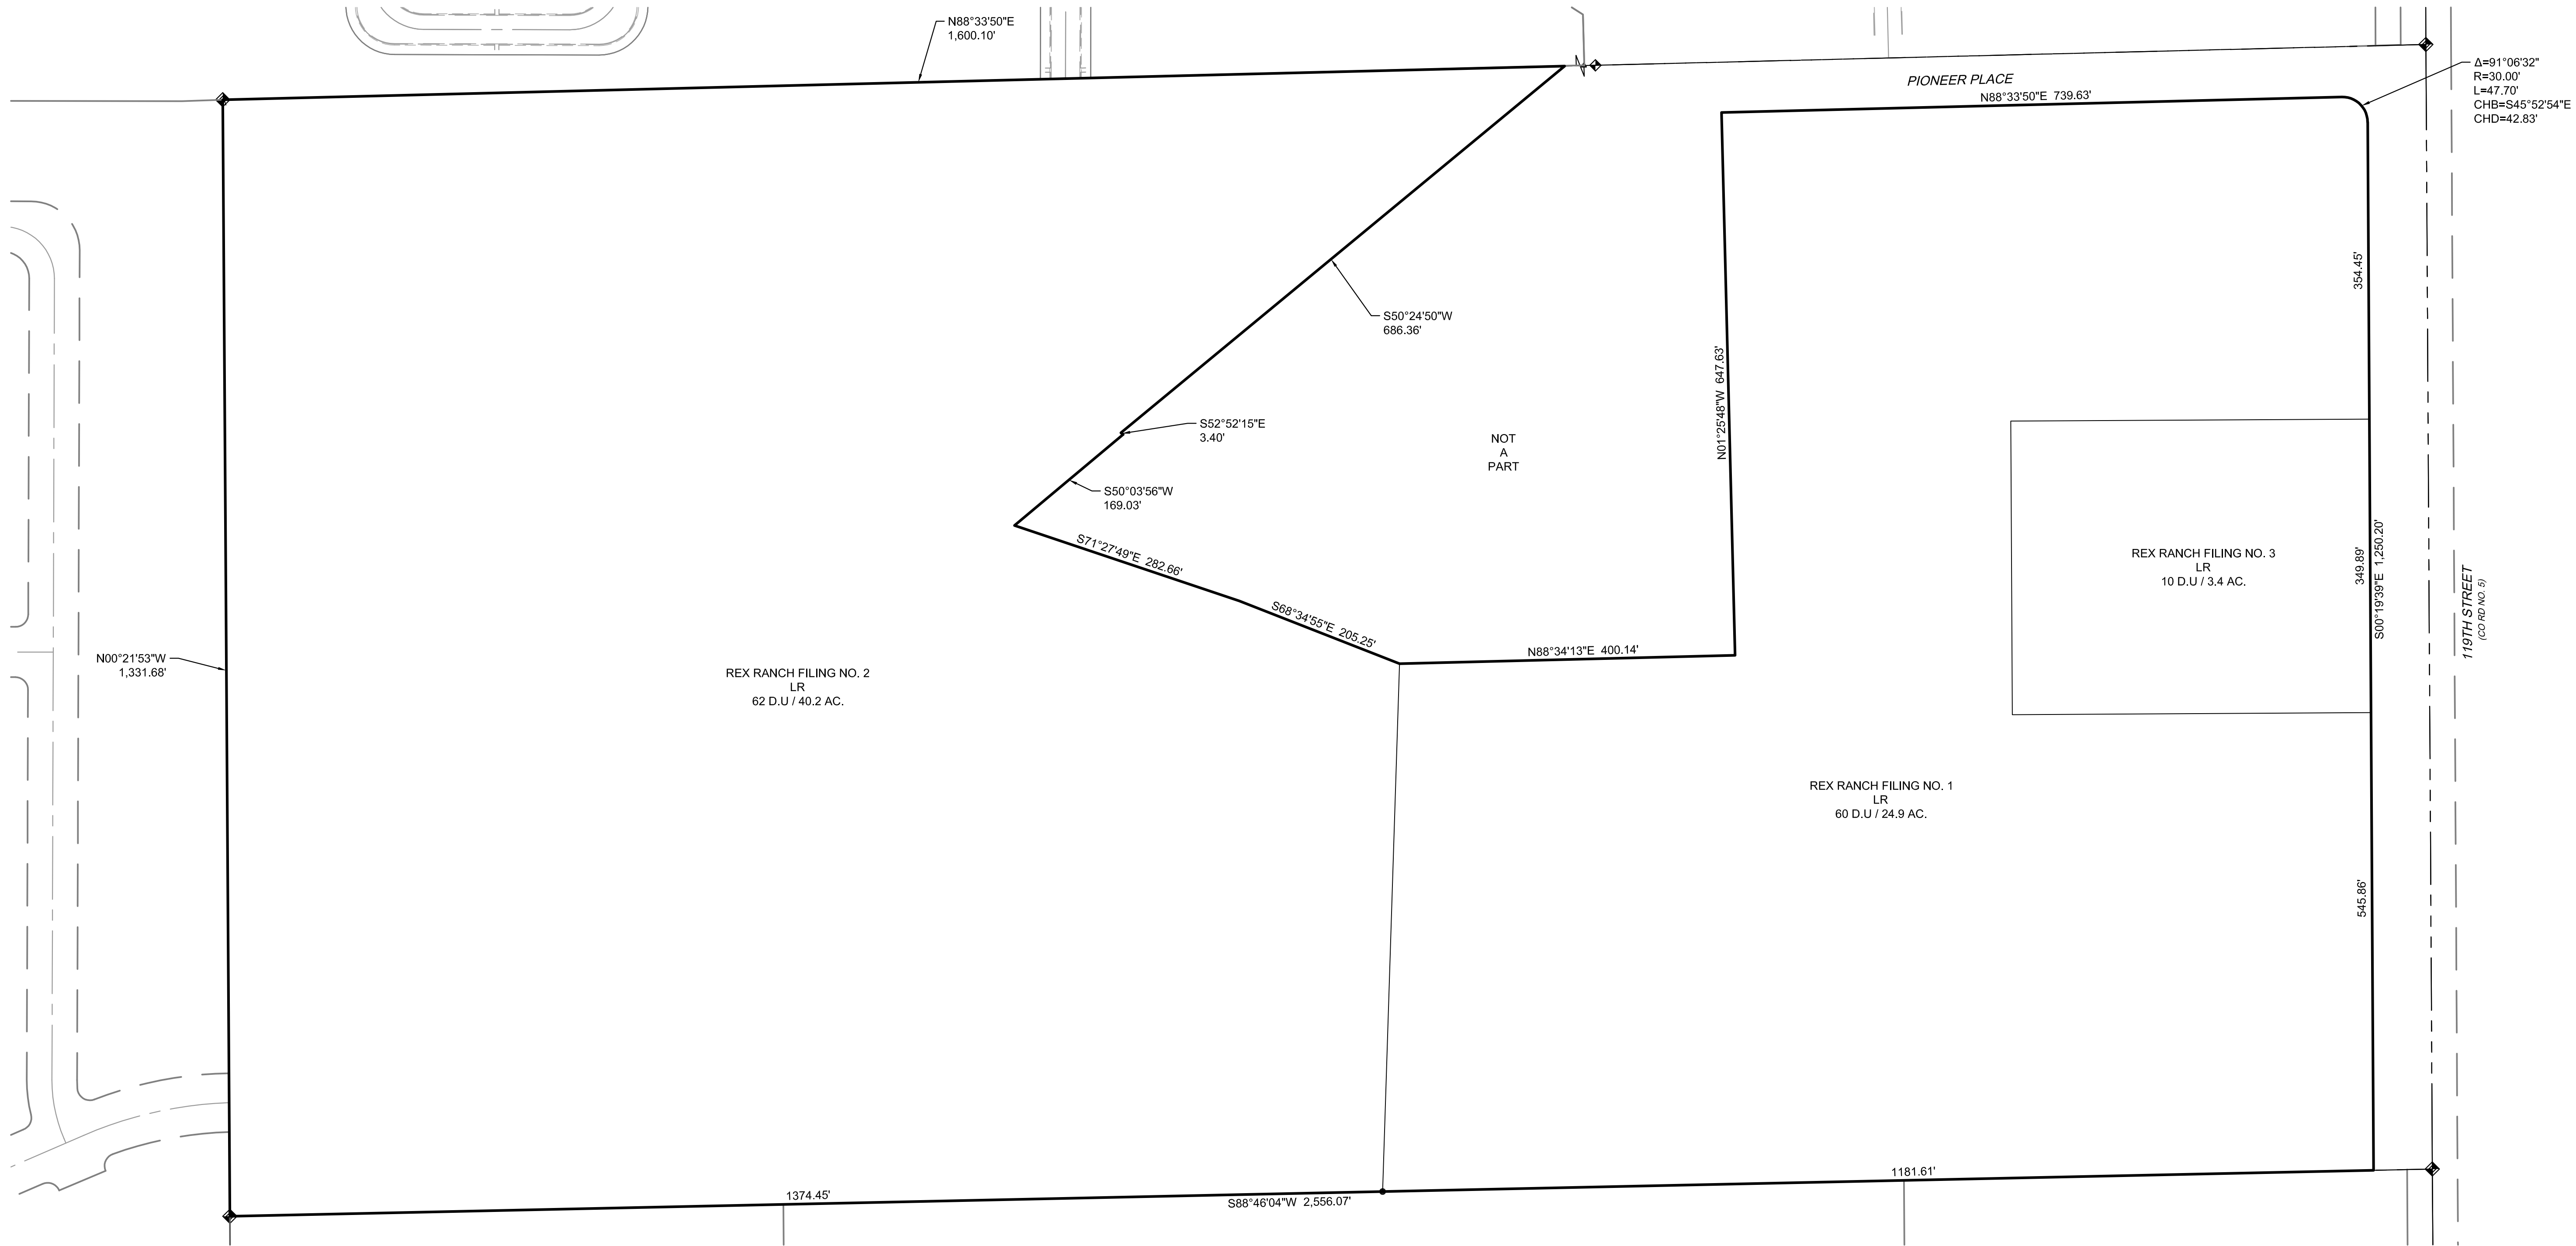 N88°33'50"E
1,600.10'
Δ=91°06'32"
R=30.00'
L=47.70'
CHB=S45°52'54"E
CHD=42.83'
PIONEER PLACE
N88°33'50"E 739.63'
354.45'
S50°24'50"W
686.36'
N01°25'48"W 647.63'
S52°52'15"E
3.40'
NOT
A
PART
S50°03'56"W
169.03'
S71°27'49"E 282.66'
REX RANCH FILING NO. 3
LR
10 D.U / 3.4 AC.
349.89'
S00°19'39"E 1,250.20'
119TH STREET
(CO RD NO. 5)
S68°34'55"E 205.25'
N88°34'13"E 400.14'
N00°21'53"W
1,331.68'
REX RANCH FILING NO. 2
LR
62 D.U / 40.2 AC.
REX RANCH FILING NO. 1
LR
60 D.U / 24.9 AC.
545.86'
1181.61'
1374.45'
S88°46'04"W 2,556.07'